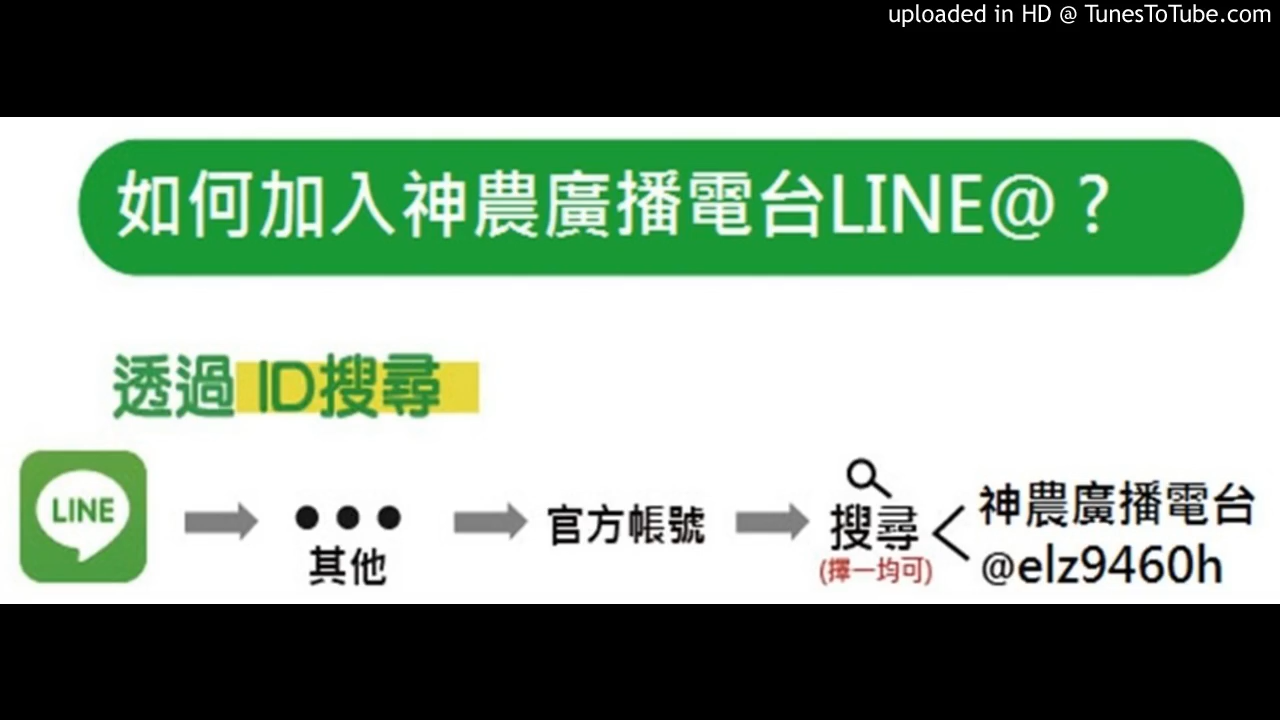 uploaded in HD @ TunesToTube.com
如何加入神農廣播電台LINE@？
透過 ID搜尋
LINE
其他
官方帳號
搜尋
(擇一均可)
神農廣播電台
@elz9460h